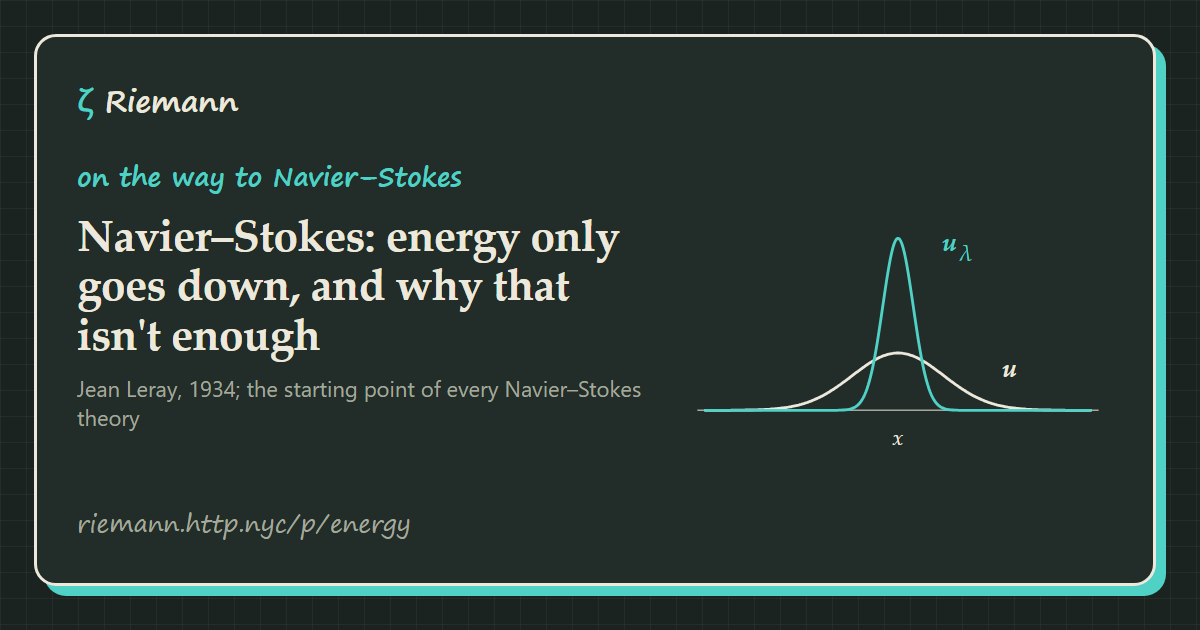 ζ Riemann
on the way to Navier–Stokes
Navier–Stokes: energy only
goes down, and why that
isn't enough
Jean Leray, 1934; the starting point of every Navier–Stokes
theory
u λ
u
x
riemann.http.nyc/p/energy